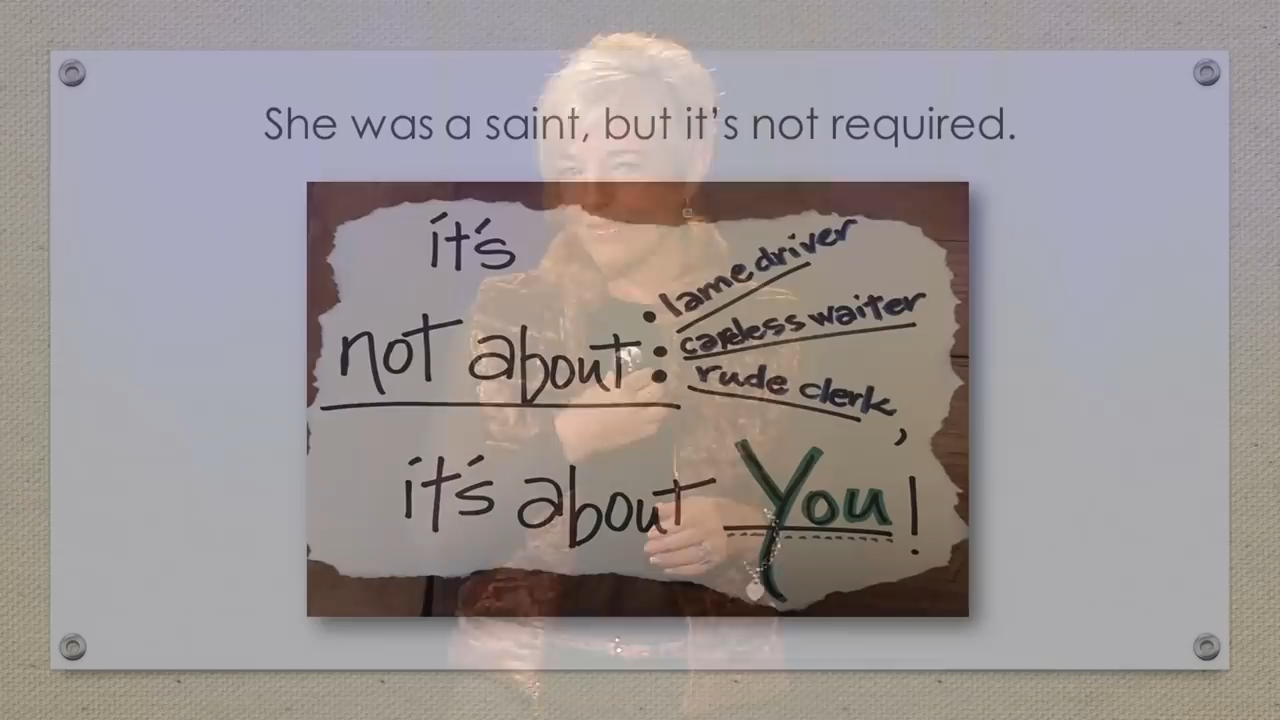 She was a saint, but it's not required.
it's
not about:
• lame driver
• careless waiter
• rude clerk,
it's about You!